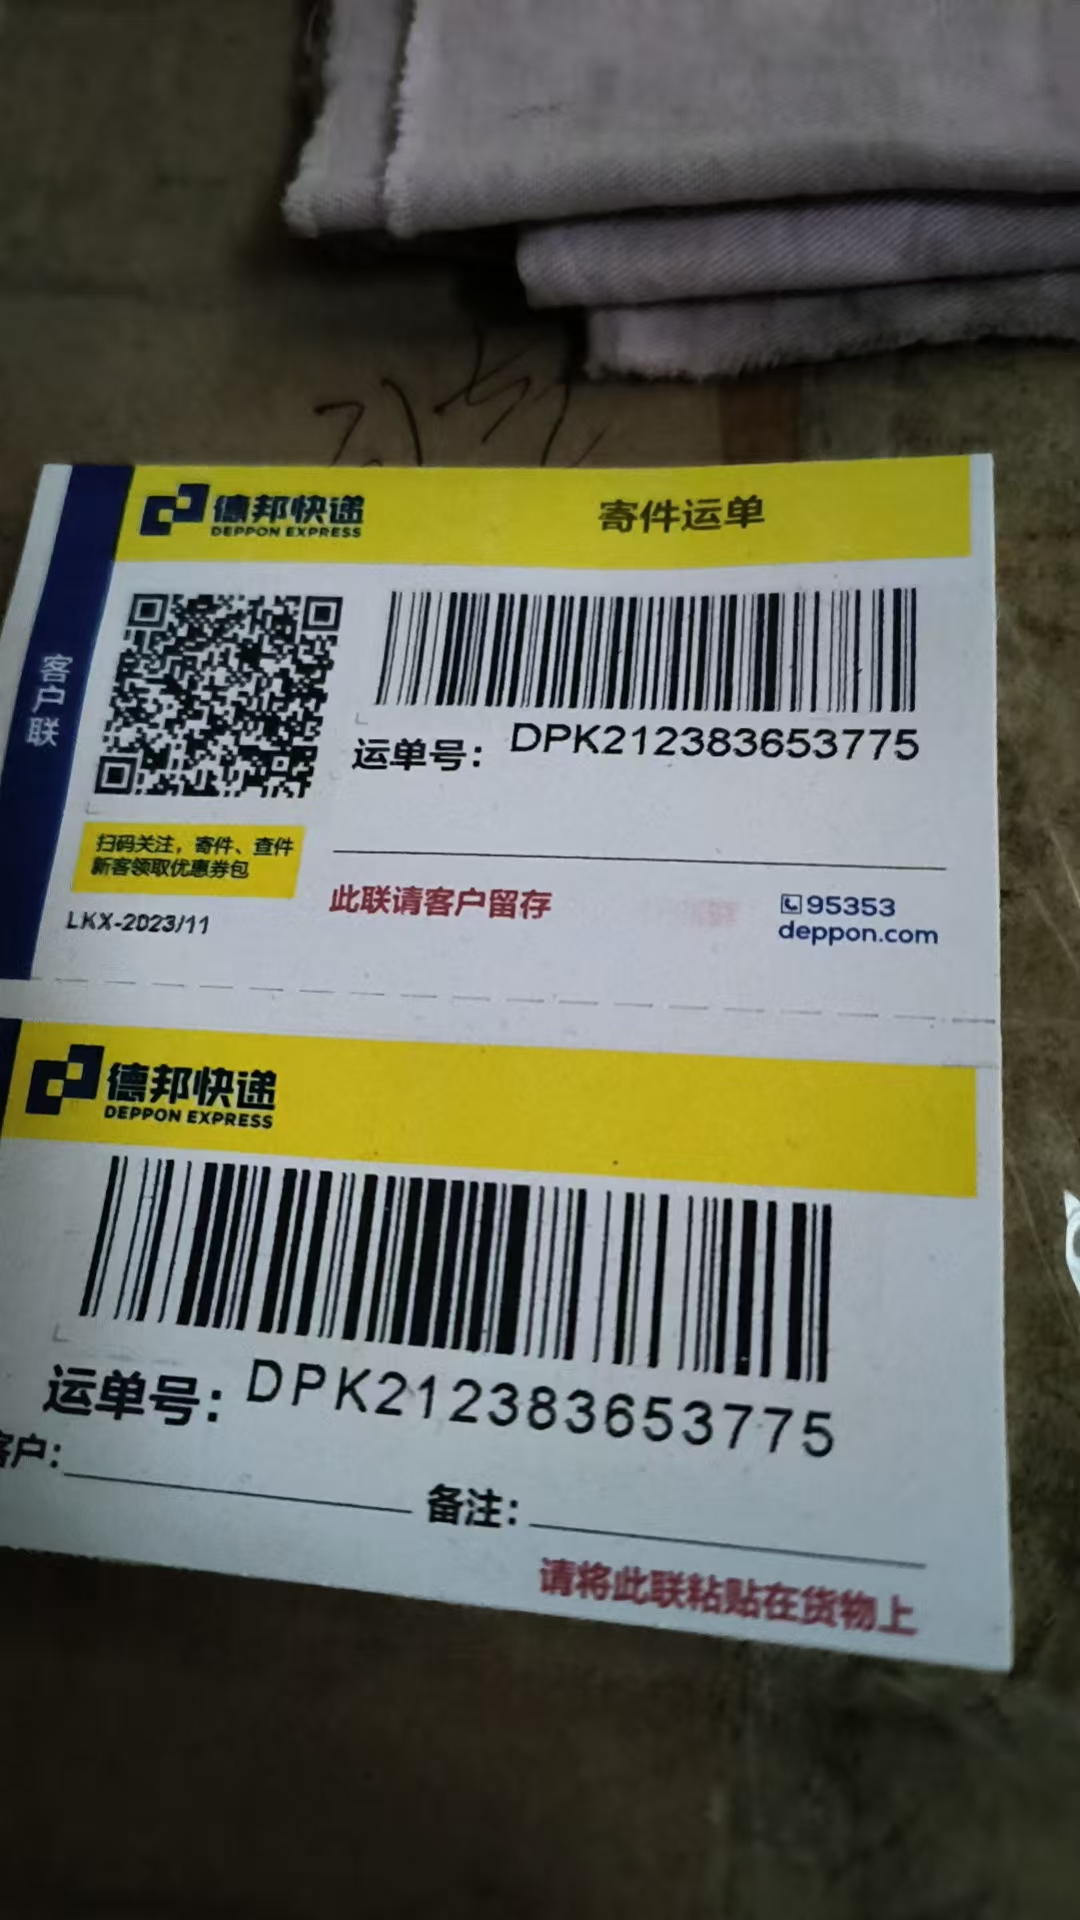 德邦快递
DEPPON EXPRESS
寄件运单
客户联
运单号: DPK212383653775
扫码关注，寄件、查件
新客领取优惠券包
LKX-2023/11
此联请客户留存
95353
deppon.com
德邦快递
DEPPON EXPRESS
运单号: DPK212383653775
客户:
备注:
请将此联粘贴在货物上